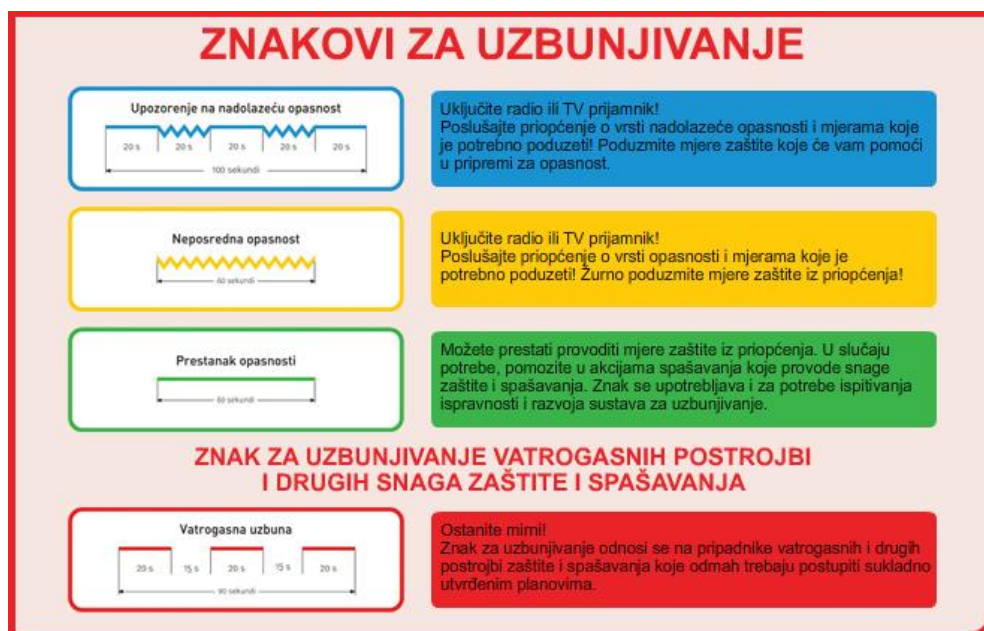 ZNAKOVI ZA UZBUNJIVANJE
Upozorenje na nadolazeću opasnost
20 s 20 s 20 s 20 s 20 s
100 sekundi
Uključite radio ili TV prijamnik!
Poslušajte priopćenje o vrsti nadolazeće opasnosti i mjerama koje
je potrebno poduzeti! Poduzmite mjere zaštite koje će vam pomoći
u pripremi za opasnost.
Neposredna opasnost
60 sekundi
Uključite radio ili TV prijamnik!
Poslušajte priopćenje o vrsti opasnosti i mjerama koje je
potrebno poduzeti! Žurno poduzmite mjere zaštite iz priopćenja!
Prestanak opasnosti
60 sekundi
Možete prestati provoditi mjere zaštite iz priopćenja. U slučaju
potrebe, pomozite u akcijama spašavanja koje provode snage
zaštite i spašavanja. Znak se upotrebljava i za potrebe ispitivanja
ispravnosti i razvoja sustava za uzbunjivanje.
ZNAK ZA UZBUNJIVANJE VATROGASNIH POSTROJBI
I DRUGIH SNAGA ZAŠTITE I SPAŠAVANJA
Vatrogasna uzbuna
20 s 15 s 20 s 15 s 20 s
90 sekundi
Ostanite mirni!
Znak za uzbunjivanje odnosi se na pripadnike vatrogasnih i drugih
postrojbi zaštite i spašavanja koje odmah trebaju postupiti sukladno
utvrđenim planovima.